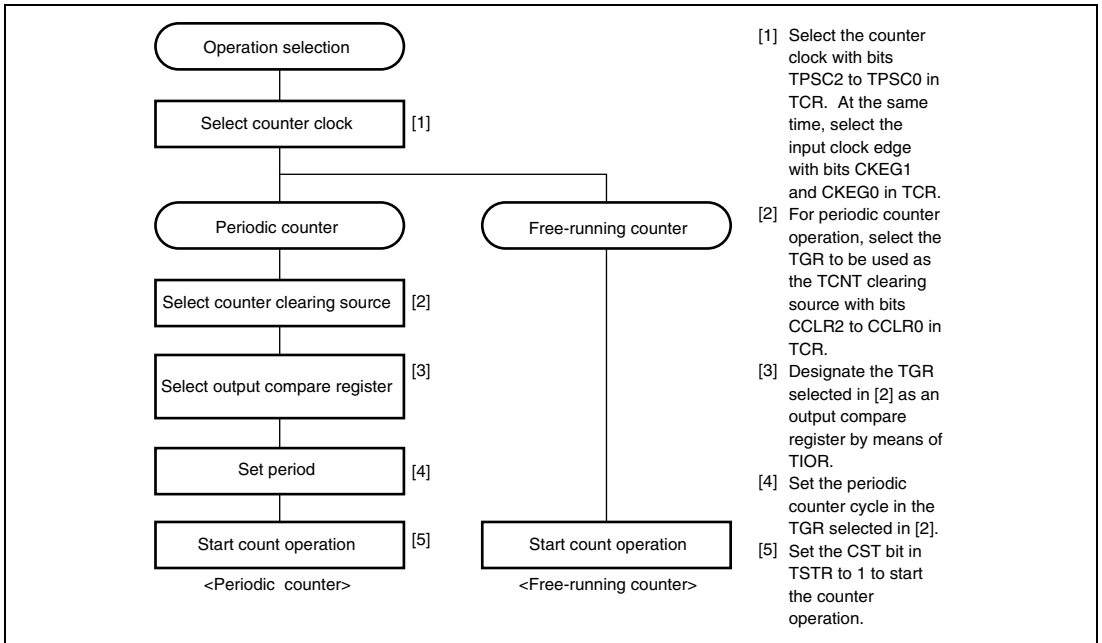 Operation selection
Select counter clock
[1]
Periodic counter
Free-running counter
Select counter clearing source
[2]
Select output compare register
[3]
Set period
[4]
Start count operation
[5]
<Periodic counter>
Start count operation
<Free-running counter>
[1] Select the counter
clock with bits
TPSC2 to TPSC0 in
TCR. At the same
time, select the
input clock edge
with bits CKEG1
and CKEG0 in TCR.
[2] For periodic counter
operation, select the
TGR to be used as
the TCNT clearing
source with bits
CCLR2 to CCLR0 in
TCR.
[3] Designate the TGR
selected in [2] as an
output compare
register by means of
TIOR.
[4] Set the periodic
counter cycle in the
TGR selected in [2].
[5] Set the CST bit in
TSTR to 1 to start
the counter
operation.